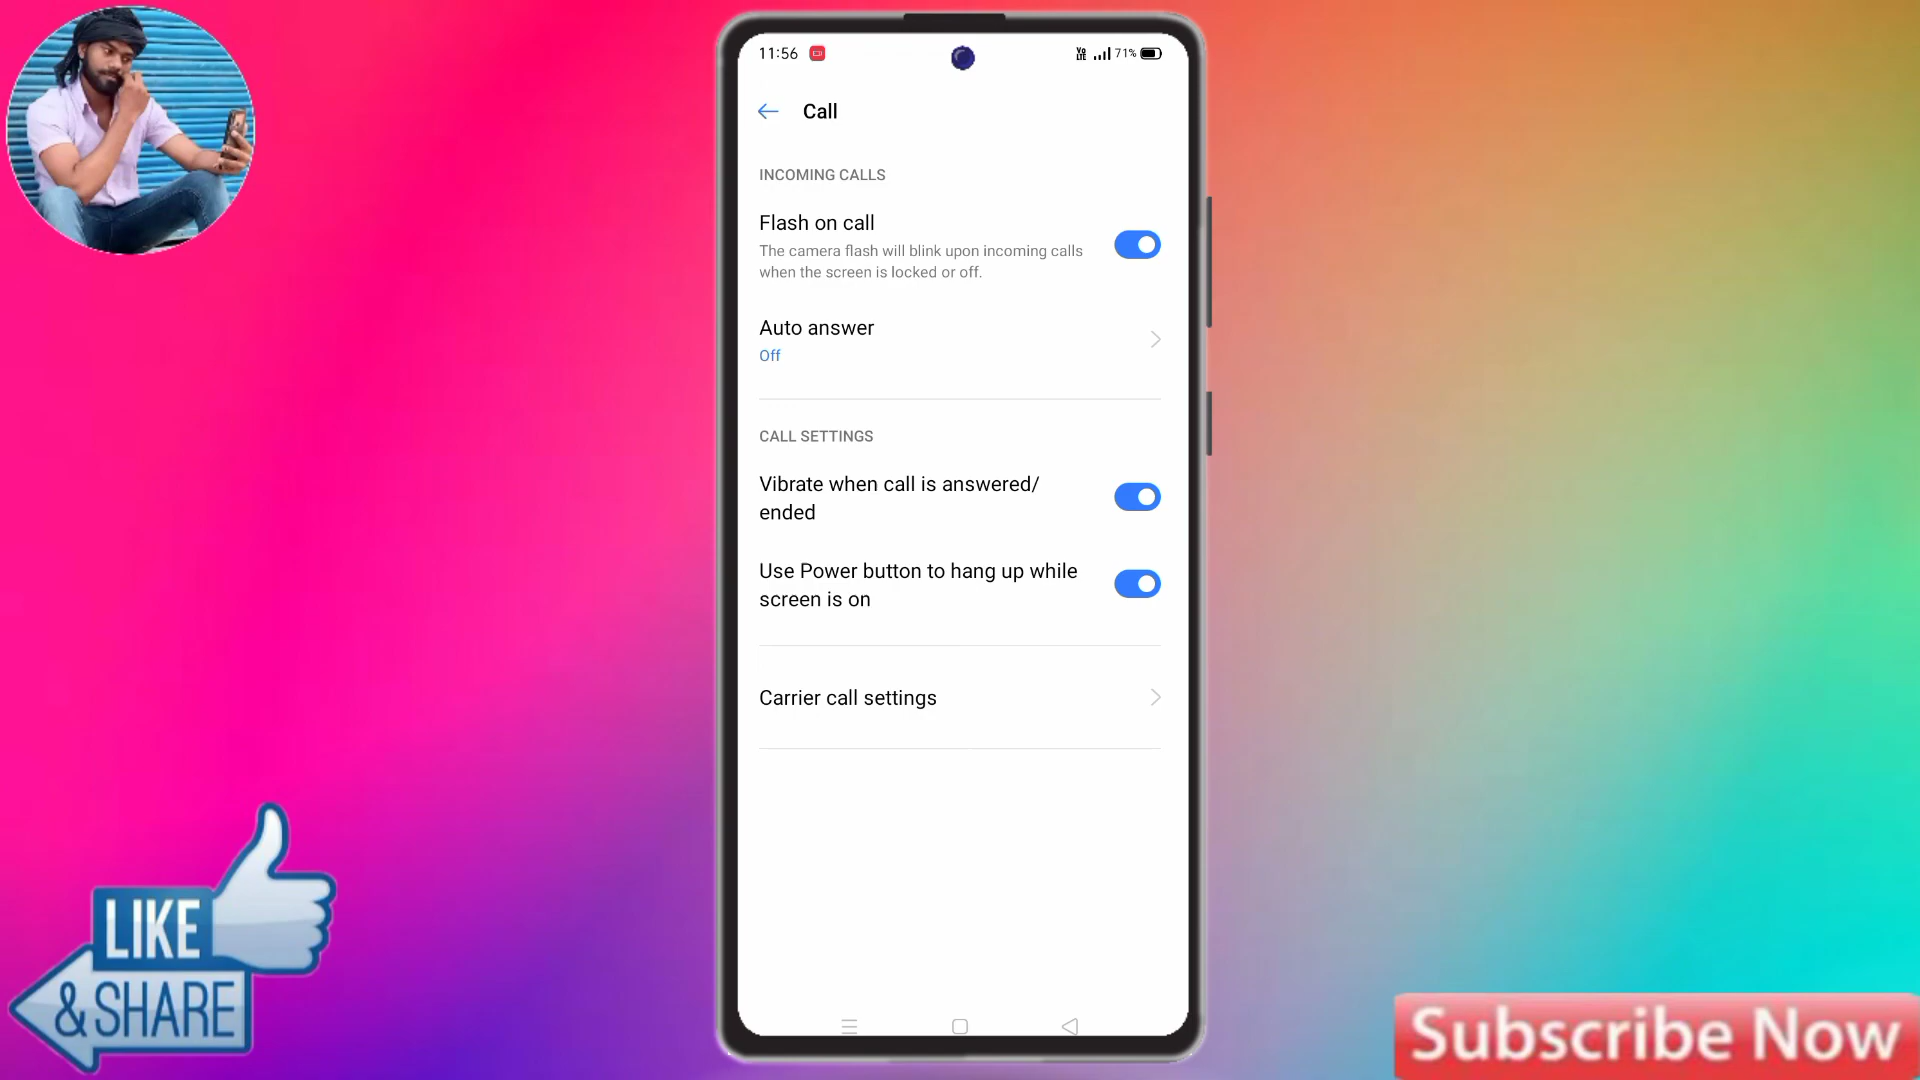 11:56
Vo LTE 71%
Call
INCOMING CALLS
Flash on call
The camera flash will blink upon incoming calls
when the screen is locked or off.
Auto answer
Off
CALL SETTINGS
Vibrate when call is answered/
ended
Use Power button to hang up while
screen is on
Carrier call settings
LIKE
&SHARE
Subscribe Now